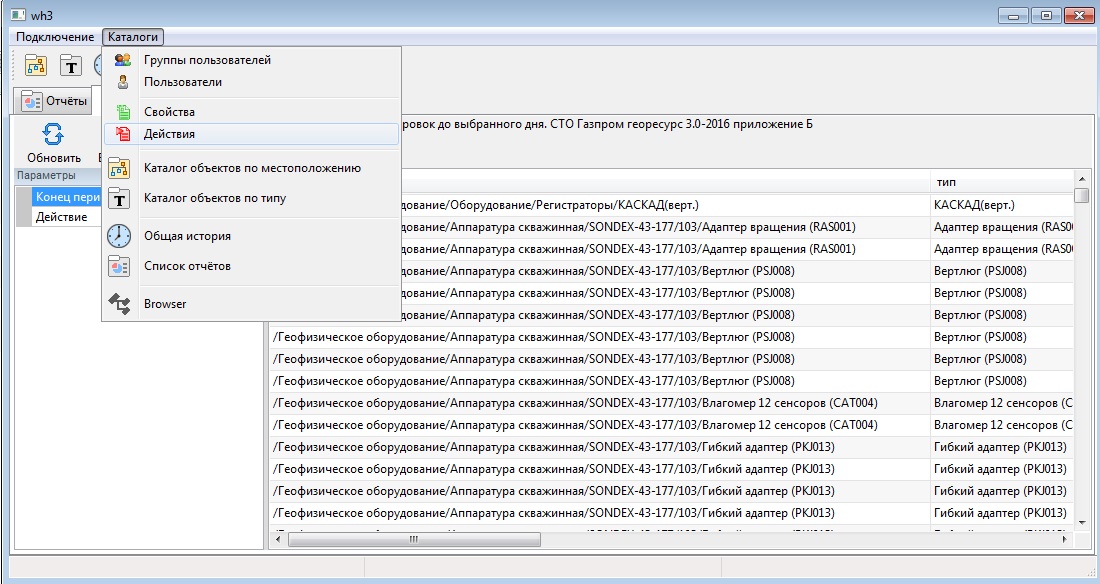 wh3
Подключение Каталоги
T
Группы пользователей
Пользователи
Отчёты
Свойства
Действия
ровок до выбранного дня. СТО Газпром георесурс 3.0-2016 приложение Б
Обновить
Параметры
Каталог объектов по местоположению
тип
Конец пери
T Каталог объектов по типу
дование/Оборудование/Регистраторы/КАСКАД(верт.) КАСКАД(верт.)
Действие
дование/Аппаратура скважинная/SONDEX-43-177/103/Адаптер вращения (RAS001) Адаптер вращения (RAS0
Общая история
дование/Аппаратура скважинная/SONDEX-43-177/103/Адаптер вращения (RAS001) Адаптер вращения (RAS0
Список отчётов
дование/Аппаратура скважинная/SONDEX-43-177/103/Вертлюг (PSJ008) Вертлюг (PSJ008)
дование/Аппаратура скважинная/SONDEX-43-177/103/Вертлюг (PSJ008) Вертлюг (PSJ008)
Browser
дование/Аппаратура скважинная/SONDEX-43-177/103/Вертлюг (PSJ008) Вертлюг (PSJ008)
/Геофизическое оборудование/Аппаратура скважинная/SONDEX-43-177/103/Вертлюг (PSJ008) Вертлюг (PSJ008)
/Геофизическое оборудование/Аппаратура скважинная/SONDEX-43-177/103/Вертлюг (PSJ008) Вертлюг (PSJ008)
/Геофизическое оборудование/Аппаратура скважинная/SONDEX-43-177/103/Вертлюг (PSJ008) Вертлюг (PSJ008)
/Геофизическое оборудование/Аппаратура скважинная/SONDEX-43-177/103/Влагомер 12 сенсоров (CAT004) Влагомер 12 сенсоров (C
/Геофизическое оборудование/Аппаратура скважинная/SONDEX-43-177/103/Влагомер 12 сенсоров (CAT004) Влагомер 12 сенсоров (C
/Геофизическое оборудование/Аппаратура скважинная/SONDEX-43-177/103/Гибкий адаптер (PKJ013) Гибкий адаптер (PKJ013)
/Геофизическое оборудование/Аппаратура скважинная/SONDEX-43-177/103/Гибкий адаптер (PKJ013) Гибкий адаптер (PKJ013)
/Геофизическое оборудование/Аппаратура скважинная/SONDEX-43-177/103/Гибкий адаптер (PKJ013) Гибкий адаптер (PKJ013)
/Геофизическое оборудование/Аппаратура скважинная/SONDEX-43-177/103/Гибкий адаптер (PKJ013) Гибкий адаптер (PKJ013)